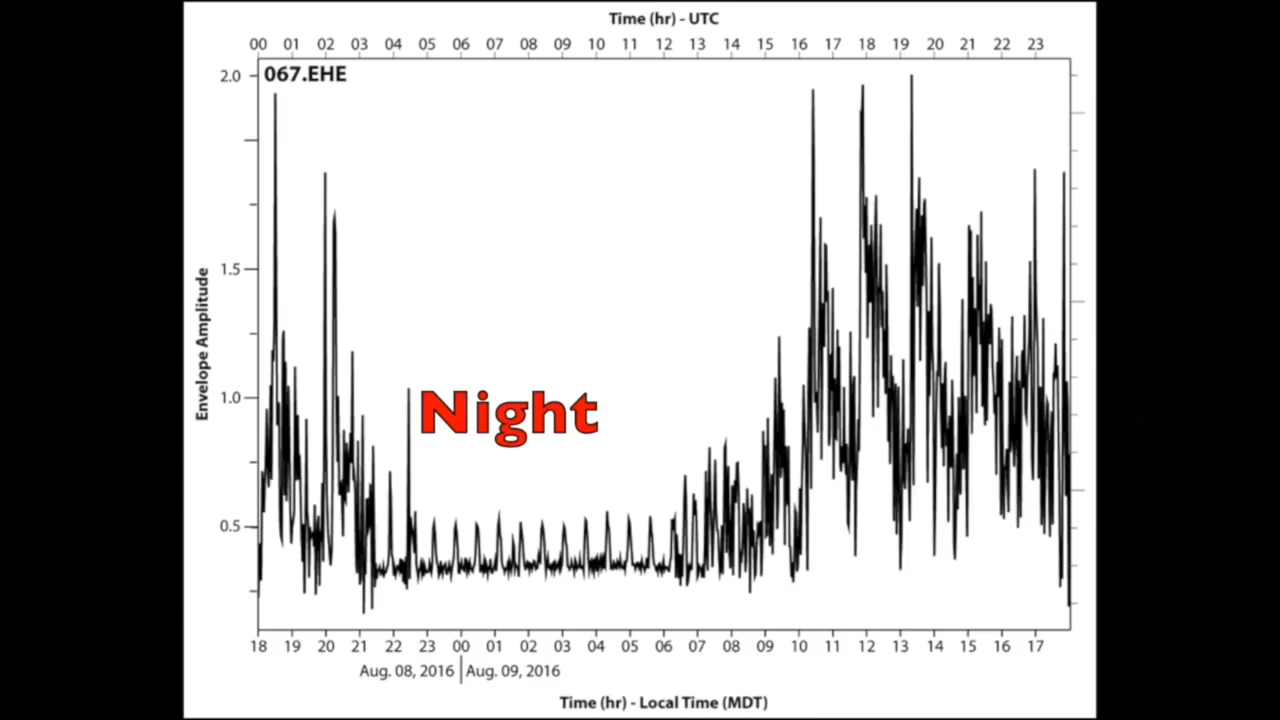 Time (hr) - UTC
00 01 02 03 04 05 06 07 08 09 10 11 12 13 14 15 16 17 18 19 20 21 22 23
067.EHE
2.0
1.5
1.0
0.5
Envelope Amplitude
Night
18 19 20 21 22 23 00 01 02 03 04 05 06 07 08 09 10 11 12 13 14 15 16 17
Aug. 08, 2016 Aug. 09, 2016
Time (hr) - Local Time (MDT)